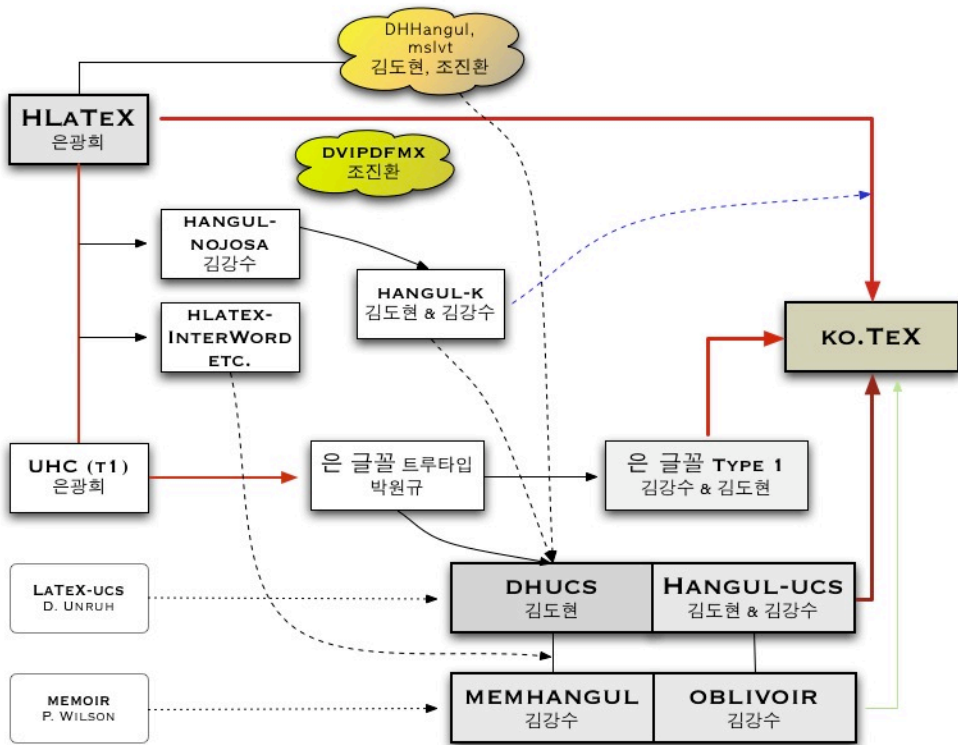 DHHangul,
mslvt
김도현, 조진환
HLaTeX
은광희
DVIPDFMX
조진환
HANGUL-
NOJOSA
김강수
HANGUL-K
김도현 & 김강수
HLATEX-
INTERWORD
ETC.
KO.TEX
UHC (T1)
은광희
은 글꼴 트루타입
박원규
은 글꼴 TYPE 1
김강수 & 김도현
LATEX-UCS
D. UNRUH
DHUCS
김도현
HANGUL-UCS
김도현 & 김강수
MEMOIR
P. WILSON
MEMHANGUL
김강수
OBLIVOIR
김강수